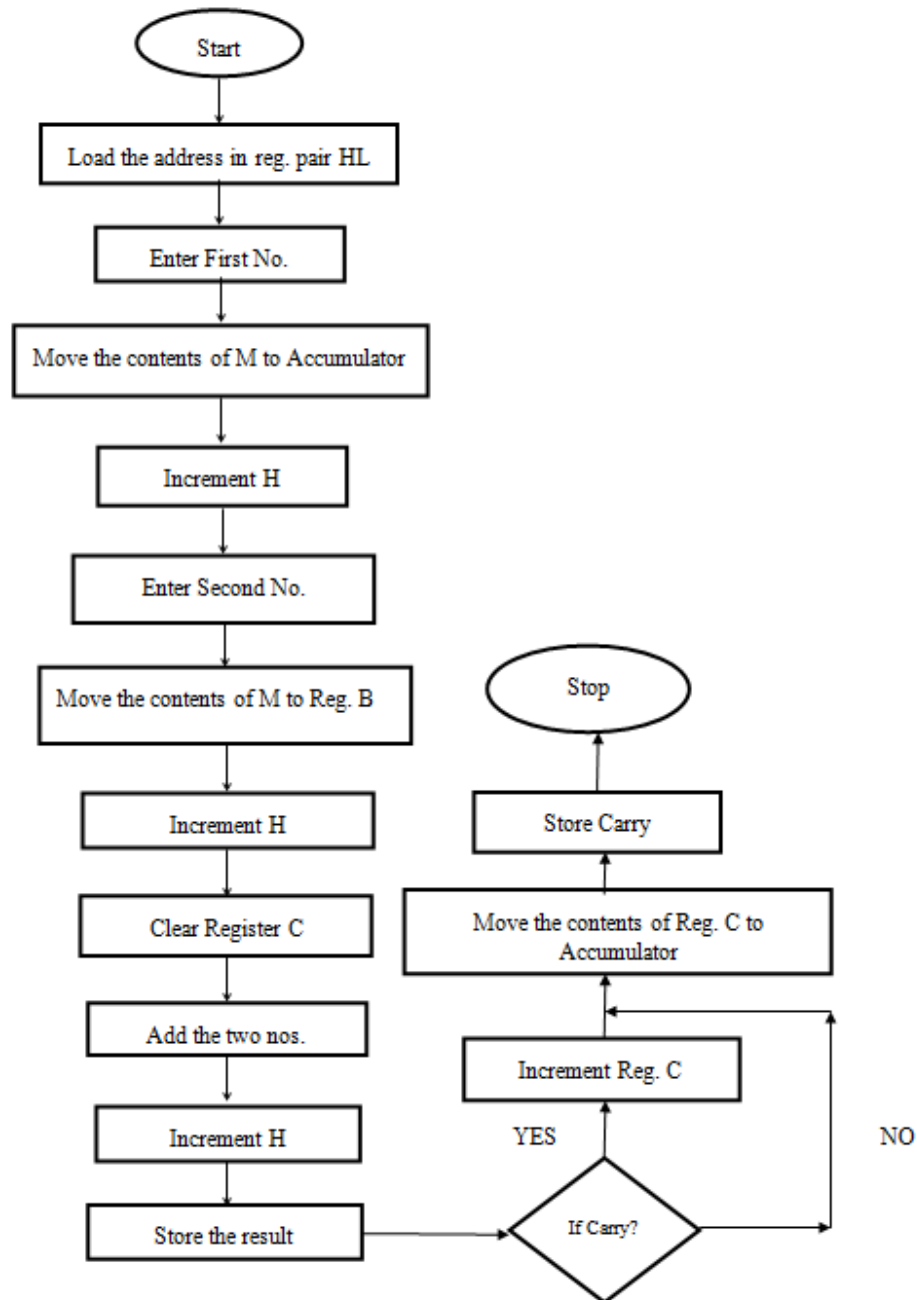 Start
Load the address in reg. pair HL
Enter First No.
Move the contents of M to Accumulator
Increment H
Enter Second No.
Move the contents of M to Reg. B
Increment H
Clear Register C
Add the two nos.
Increment H
Store the result
If Carry?
YES
NO
Increment Reg. C
Move the contents of Reg. C to
Accumulator
Store Carry
Stop